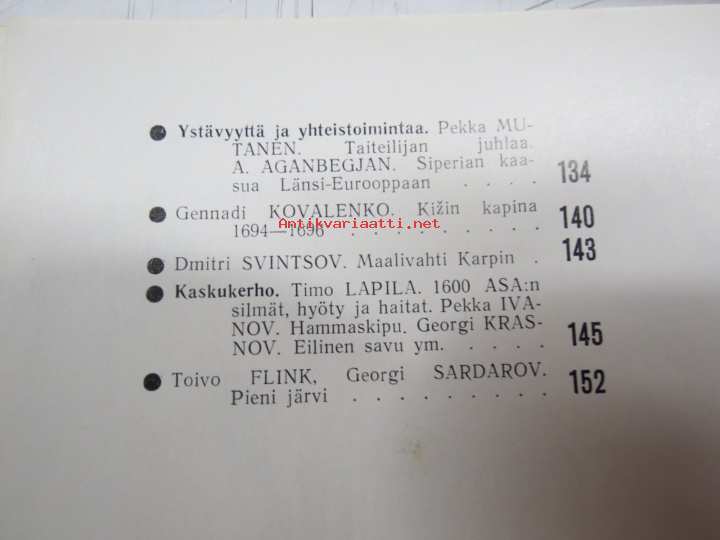 ● Ystävyyttä ja yhteistoimintaa. Pekka MU-
TANEN. Taiteilijan juhlaa.
A. AGANBEGJAN. Siperian kaa-
sua Länsi-Eurooppaan . . . . 134
● Gennadi KOVALENKO. Kižin kapina
1694—1696 . . . . . . . . . 140
Antikvariaatti.net
● Dmitri SVINTSOV. Maalivahti Karpin . 143
● Kaskukerho. Timo LAPILA. 1600 ASA:n
silmät, hyöty ja haitat. Pekka IVA-
NOV. Hammaskipu. Georgi KRAS-
NOV. Eilinen savu ym. . . . . 145
● Toivo FLINK, Georgi SARDAROV.
Pieni järvi . . . . . . . . . 152